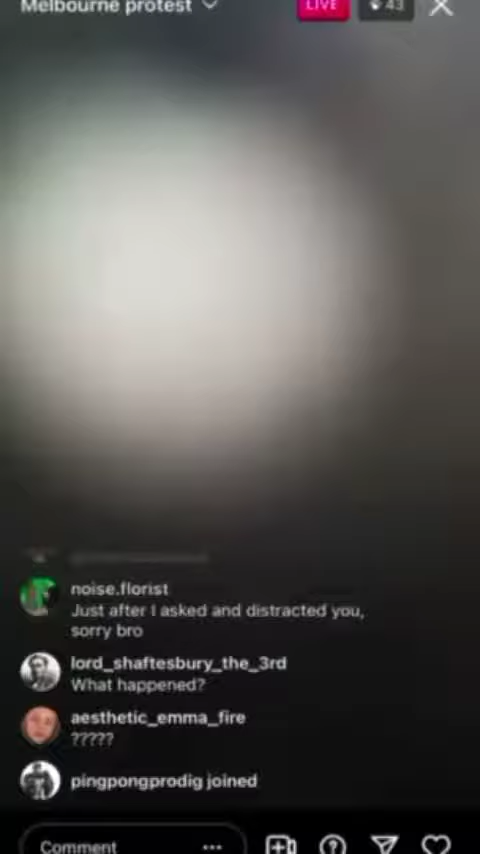 Melbourne protest
LIVE
43
noise.florist
Just after I asked and distracted you,
sorry bro
lord_shaftesbury_the_3rd
What happened?
aesthetic_emma_fire
?????
pingpongprodig joined
Comment